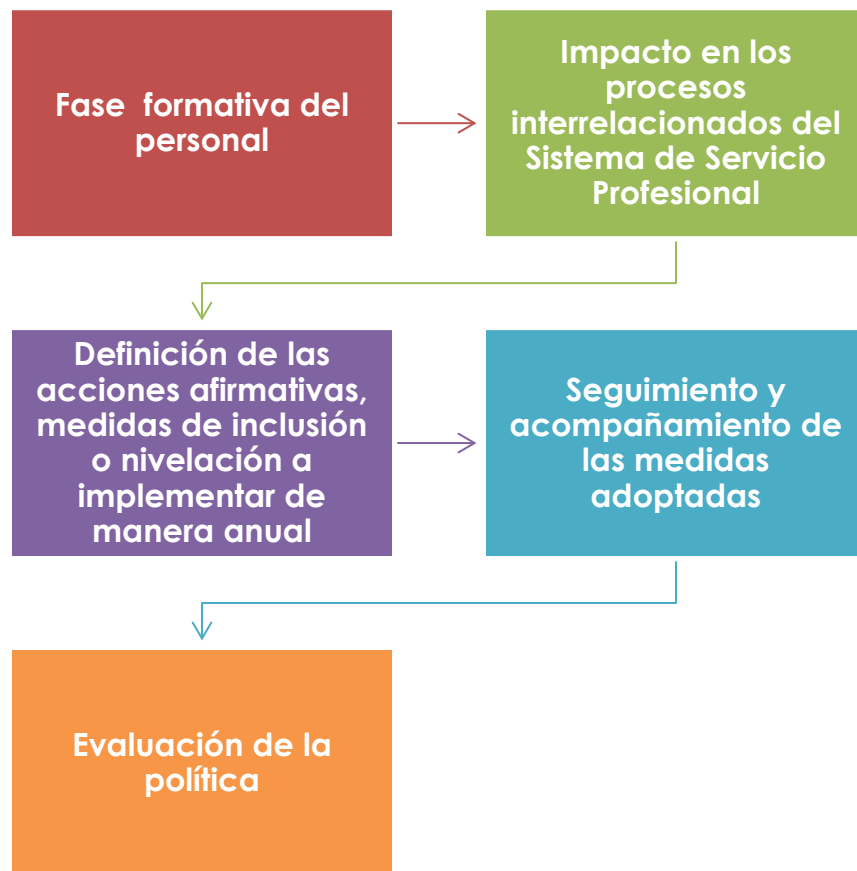 Fase formativa del
personal
Impacto en los
procesos
interrelacionados del
Sistema de Servicio
Profesional
Definición de las
acciones afirmativas,
medidas de inclusión
o nivelación a
implementar de
manera anual
Seguimiento y
acompañamiento de
las medidas
adoptadas
Evaluación de la
política